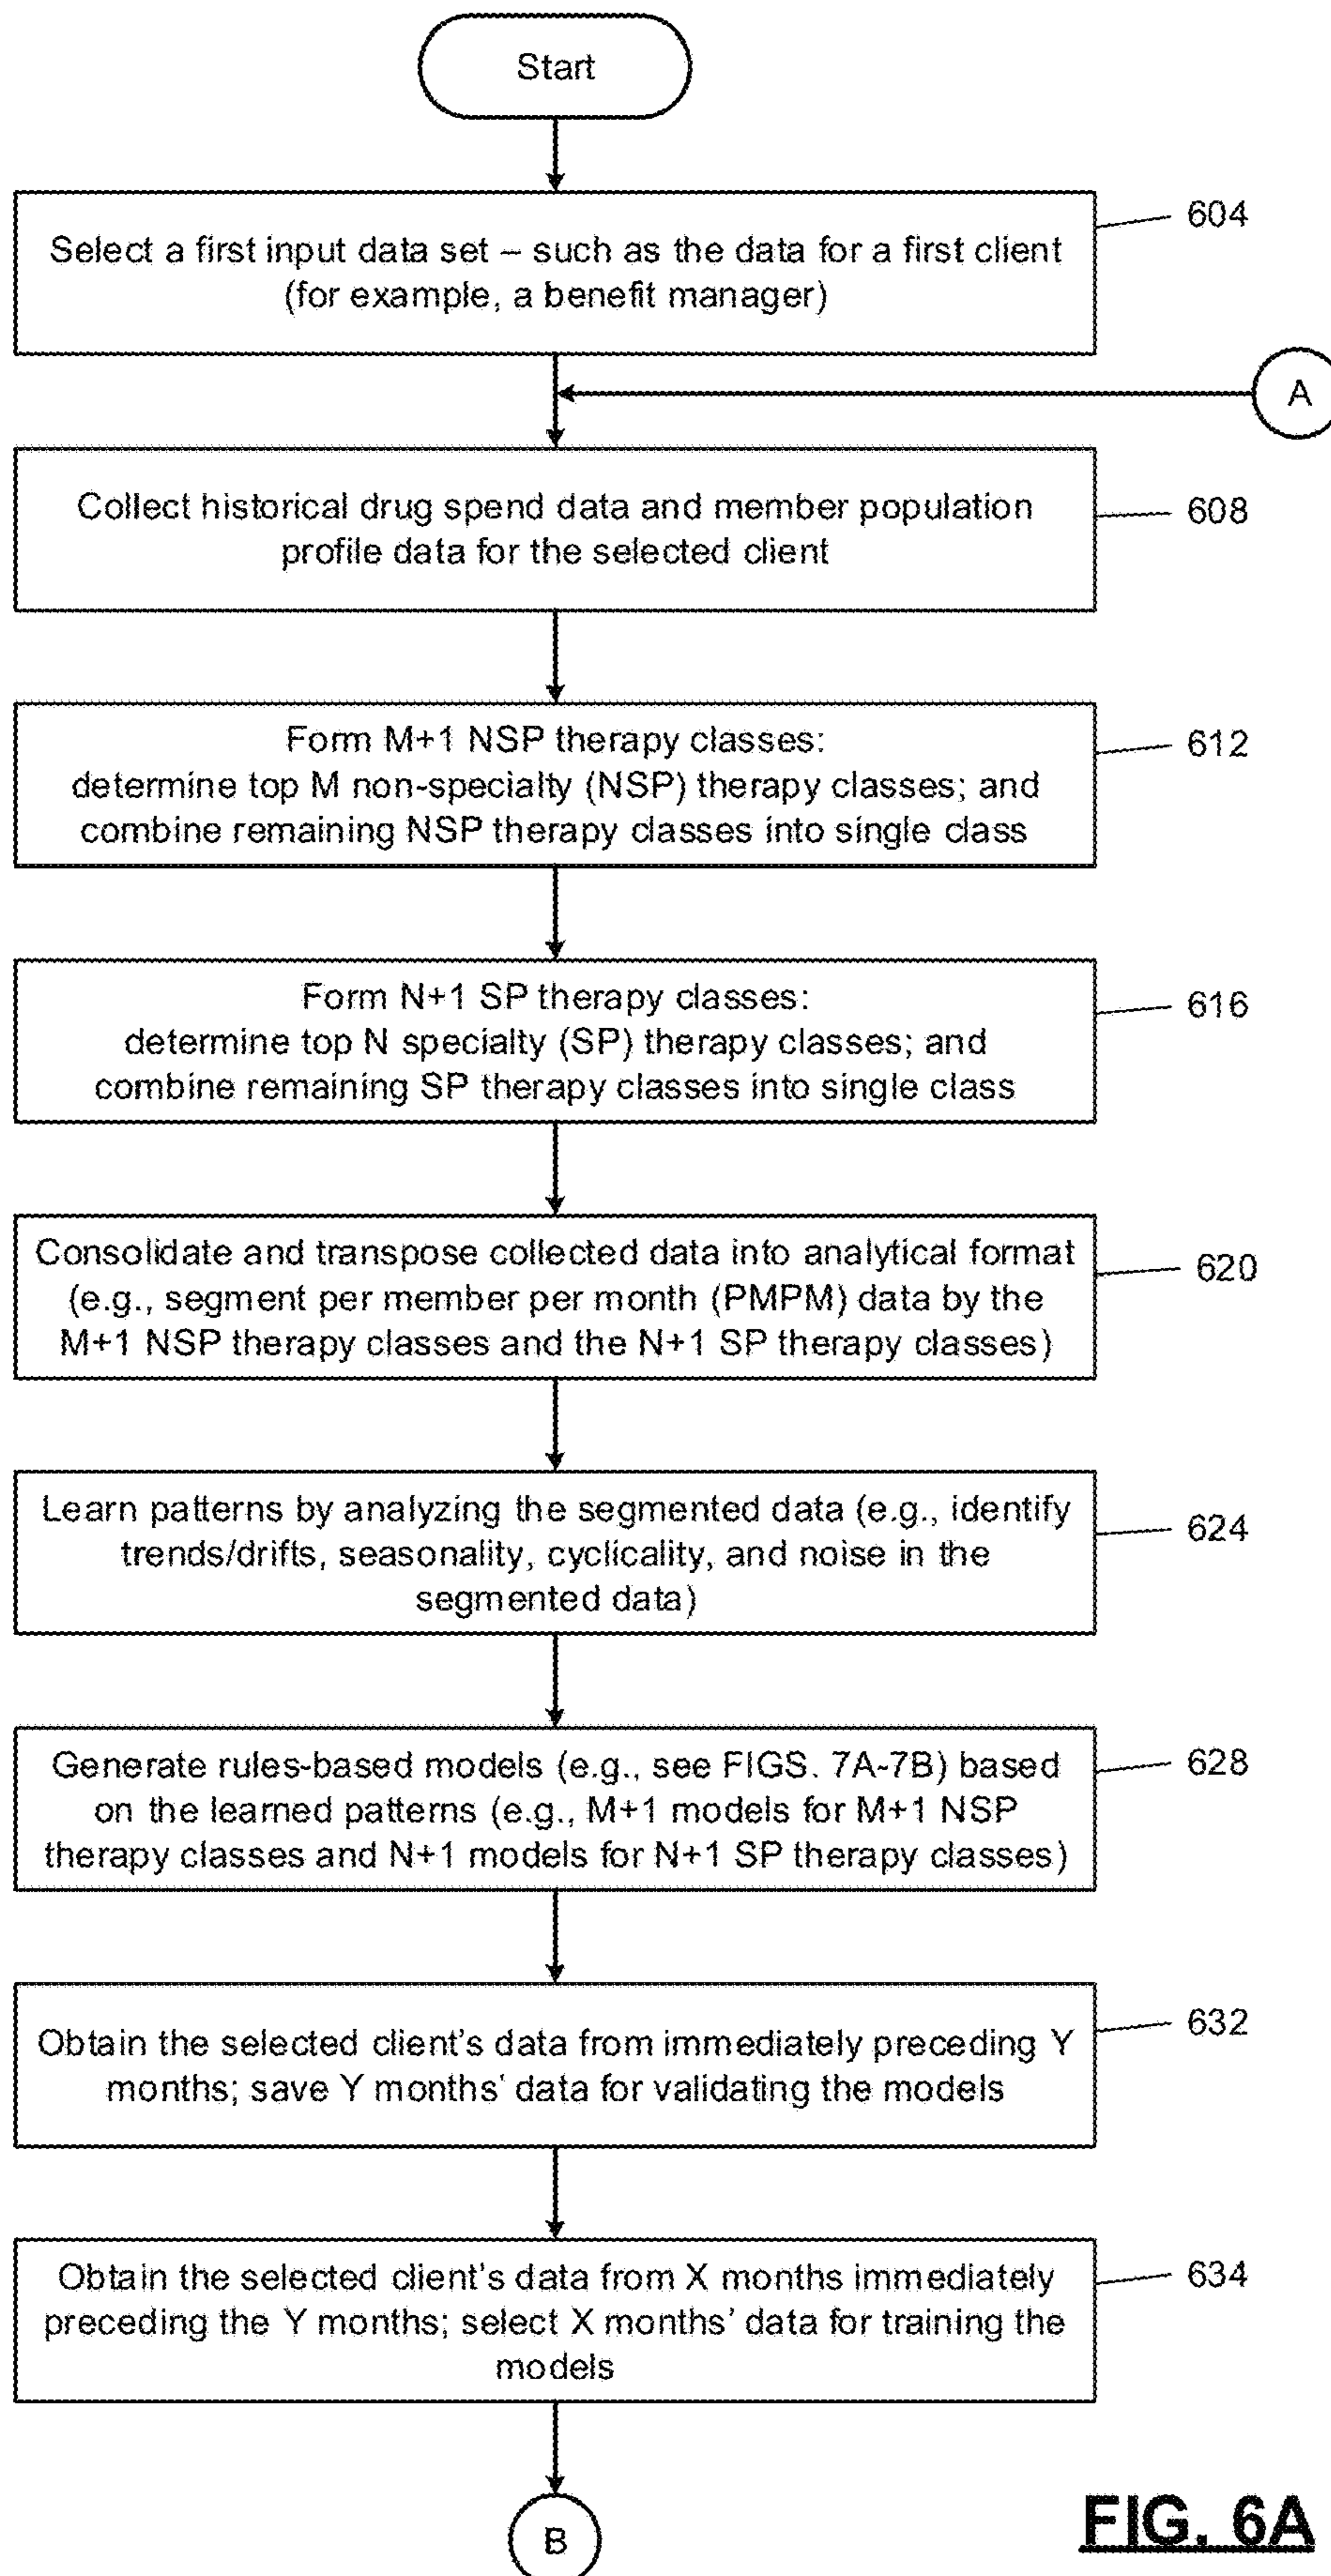 Start
604
Select a first input data set – such as the data for a first client
(for example, a benefit manager)
A
608
Collect historical drug spend data and member population
profile data for the selected client
612
Form M+1 NSP therapy classes:
determine top M non-specialty (NSP) therapy classes; and
combine remaining NSP therapy classes into single class
616
Form N+1 SP therapy classes:
determine top N specialty (SP) therapy classes; and
combine remaining SP therapy classes into single class
620
Consolidate and transpose collected data into analytical format
(e.g., segment per member per month (PMPM) data by the
M+1 NSP therapy classes and the N+1 SP therapy classes)
624
Learn patterns by analyzing the segmented data (e.g., identify
trends/drifts, seasonality, cyclicality, and noise in the
segmented data)
628
Generate rules-based models (e.g., see FIGS. 7A-7B) based
on the learned patterns (e.g., M+1 models for M+1 NSP
therapy classes and N+1 models for N+1 SP therapy classes)
632
Obtain the selected client's data from immediately preceding Y
months; save Y months' data for validating the models
634
Obtain the selected client's data from X months immediately
preceding the Y months; select X months' data for training the
models
B
FIG. 6A